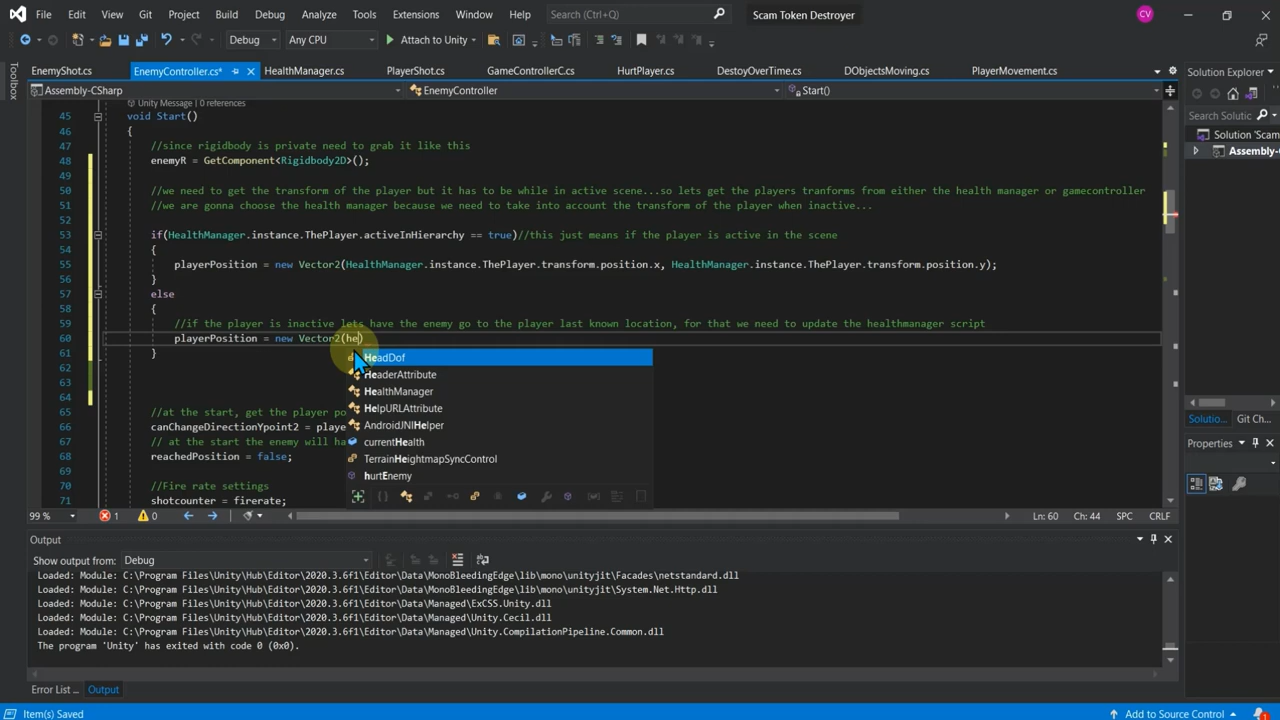 File Edit View Git Project Build Debug Analyze Tools Extensions Window Help Search (Ctrl+Q) Scam Token Destroyer CV
Debug Any CPU Attach to Unity
EnemyShot.cs EnemyController.cs* HealthManager.cs PlayerShot.cs GameControllerC.cs HurtPlayer.cs DestoyOverTime.cs DObjectsMoving.cs PlayerMovement.cs Solution Explorer
Toolbox
Assembly-CSharp EnemyController Start()
Unity Message | 0 references
Search Solutic
45 void Start()
Solution 'Scam
46 {
47 //since rigidbody is private need to grab it like this
Assembly-C
48 enemyR = GetComponent<Rigidbody2D>();
49
50 //we need to get the transform of the player but it has to be while in active scene...so lets get the players tranforms from either the health manager or gamecontroller
51 //we are gonna choose the health manager because we need to take into account the transform of the player when inactive...
52
53 if(HealthManager.instance.ThePlayer.activeInHierarchy == true)//this just means if the player is active in the scene
54 {
55 playerPosition = new Vector2(HealthManager.instance.ThePlayer.transform.position.x, HealthManager.instance.ThePlayer.transform.position.y);
56 }
57 else
58 {
59 //if the player is inactive lets have the enemy go to the player last known location, for that we need to update the healthmanager script
60 playerPosition = new Vector2(he)
61 }
HeadDof
62
HeaderAttribute
63
HealthManager
64
HelpURLAttribute
65 //at the start, get the player po
66 canChangeDirectionYpoint2 = playe
AndroidJNIHelper
67 // at the start the enemy will ha
currentHealth
68 reachedPosition = false;
TerrainHeightmapSyncControl
69
hurtEnemy
70 //Fire rate settings
71 shotcounter = firerate;
Solutio... Git Ch...
Properties
99 % 1 0 Ln: 60 Ch: 44 SPC CRLF
Output
Show output from: Debug
Loaded: Module: C:\Program Files\Unity\Hub\Editor\2020.3.6f1\Editor\Data\MonoBleedingEdge\lib\mono\unityjit\Facades\netstandard.dll
Loaded: Module: C:\Program Files\Unity\Hub\Editor\2020.3.6f1\Editor\Data\MonoBleedingEdge\lib\mono\unityjit\System.Net.Http.dll
Loaded: Module: C:\Program Files\Unity\Hub\Editor\2020.3.6f1\Editor\Data\Managed\ExCSS.Unity.dll
Loaded: Module: C:\Program Files\Unity\Hub\Editor\2020.3.6f1\Editor\Data\Managed\Unity.Cecil.dll
Loaded: Module: C:\Program Files\Unity\Hub\Editor\2020.3.6f1\Editor\Data\Managed\Unity.CompilationPipeline.Common.dll
The program 'Unity' has exited with code 0 (0x0).
Error List ... Output
Item(s) Saved Add to Source Control